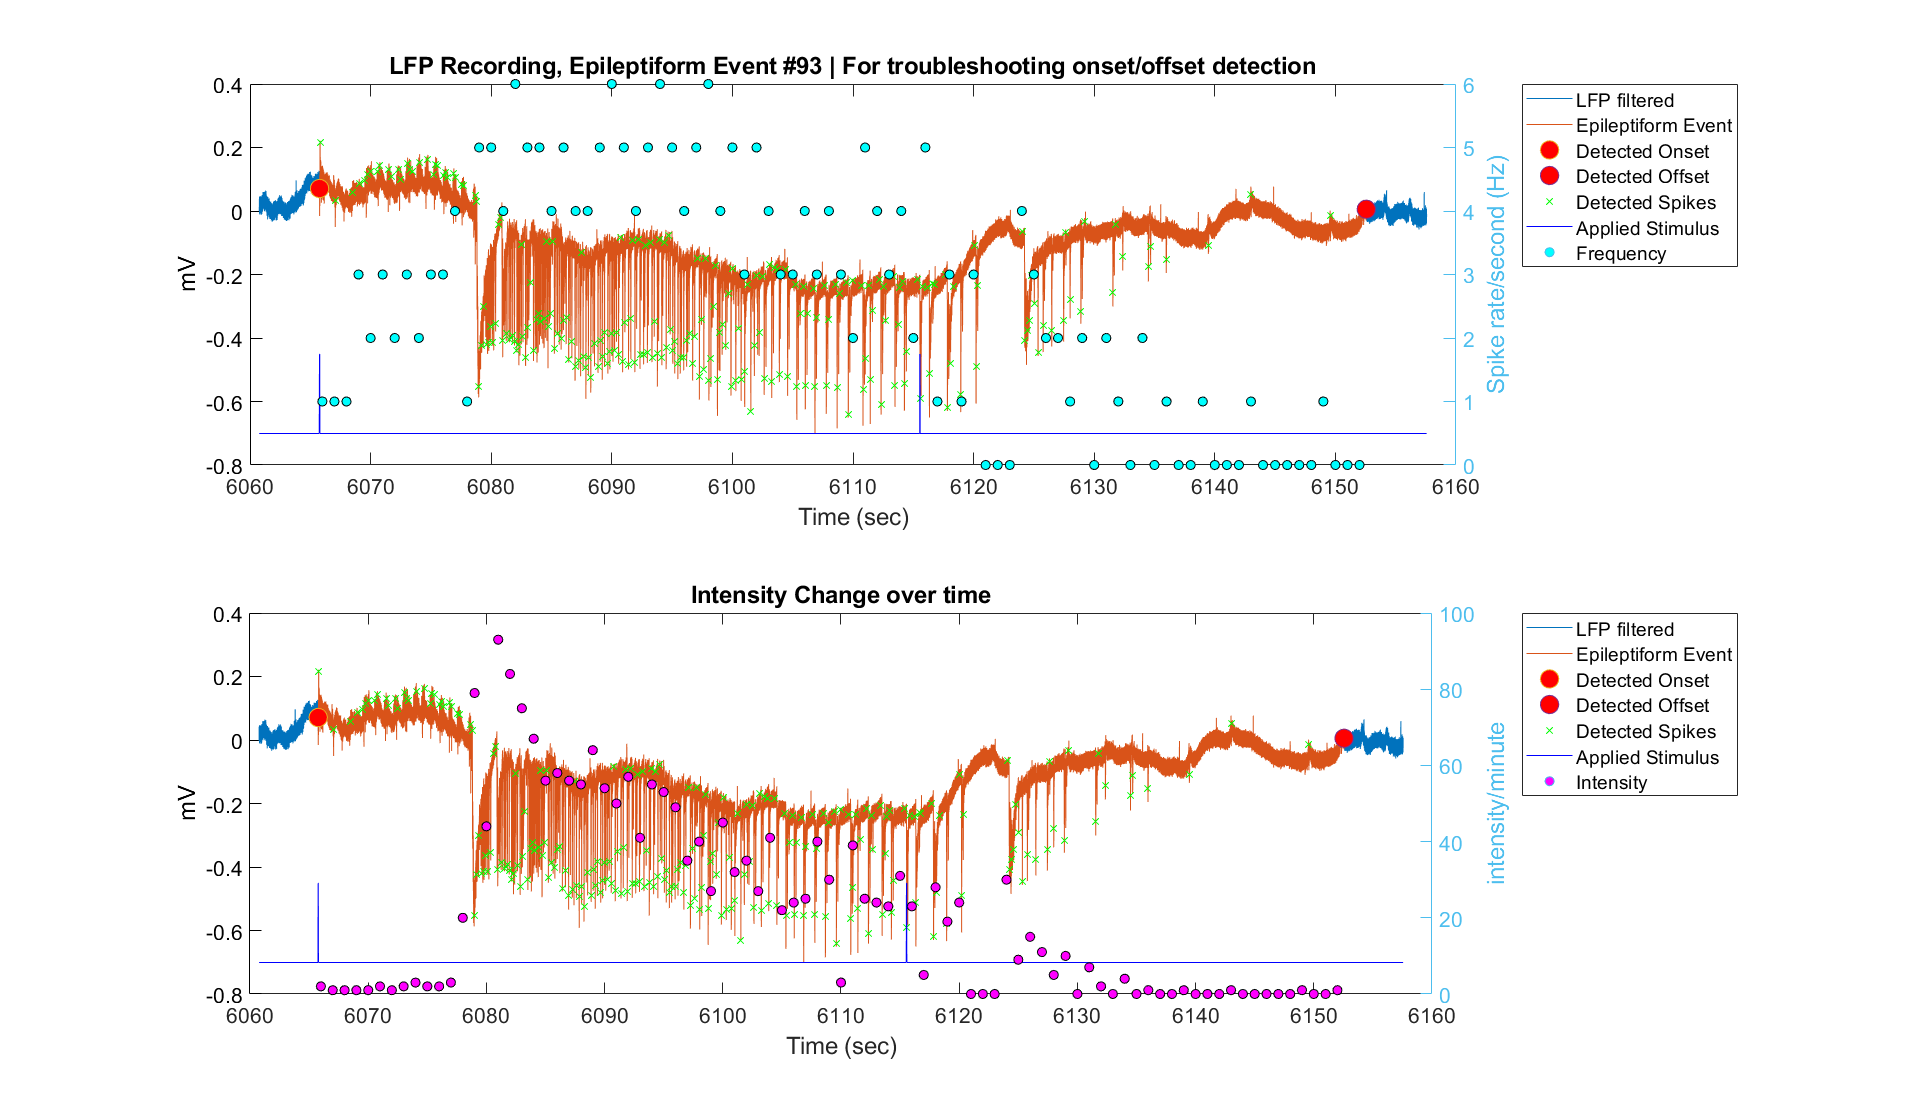 LFP Recording, Epileptiform Event #93 | For troubleshooting onset/offset detection
0.4
0.2
0
-0.2
-0.4
-0.6
-0.8
mV
6060 6070 6080 6090 6100 6110 6120 6130 6140 6150 6160
Time (sec)
6
5
4
3
2
1
0
Spike rate/second (Hz)
LFP filtered
Epileptiform Event
Detected Onset
Detected Offset
Detected Spikes
Applied Stimulus
Frequency
Intensity Change over time
0.4
0.2
0
-0.2
-0.4
-0.6
-0.8
mV
6060 6070 6080 6090 6100 6110 6120 6130 6140 6150 6160
Time (sec)
100
80
60
40
20
0
intensity/minute
LFP filtered
Epileptiform Event
Detected Onset
Detected Offset
Detected Spikes
Applied Stimulus
Intensity